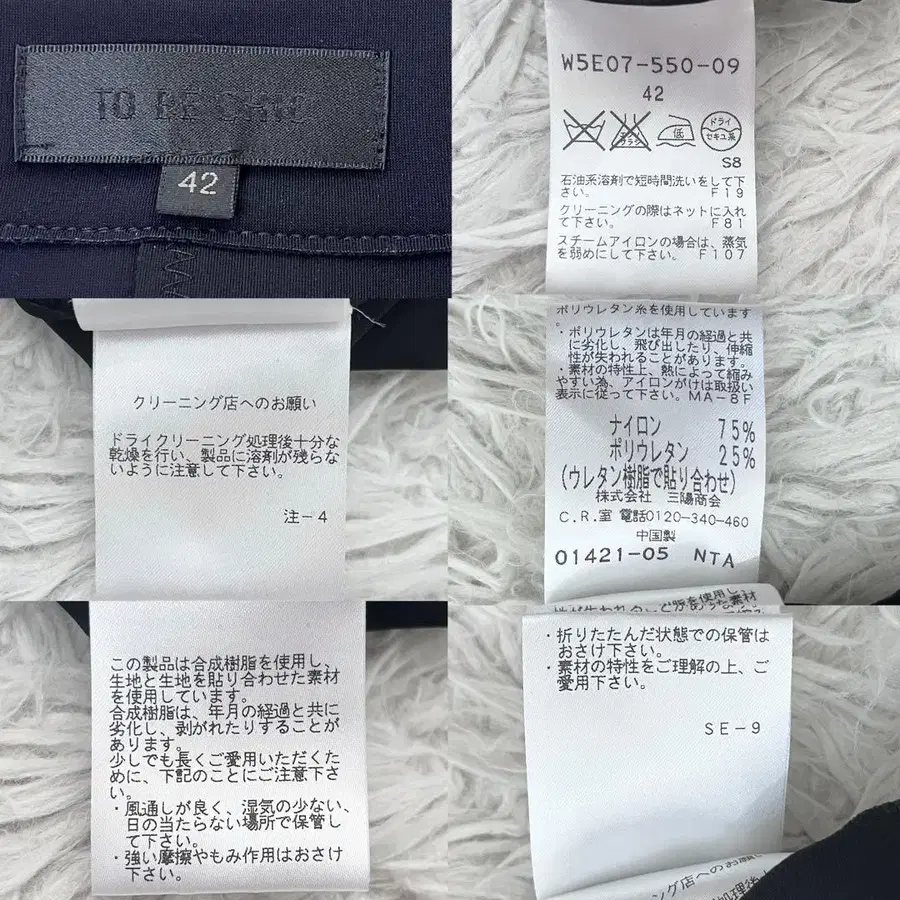 TO BE CHIC
42
W5E07-550-09
42
エンソ
ブラシ
低
ドライ
セキユ系
S8
石油系溶剤で短時間洗いをして下
さい。 F19
クリーニングの際はネットに入れ
て下さい。 F81
スチームアイロンの場合は、蒸気
を弱めにして下さい。 F107
クリーニング店へのお願い
ドライクリーニング処理後十分な
乾燥を行い、製品に溶剤が残らな
いように注意して下さい。
注-4
ポリウレタン糸を使用しています
。
・ポリウレタンは年月の経過と共
に劣化し、飛び出したり、伸縮
性が失われることがあります。
・素材の特性上、熱によって縮み
やすい為、アイロンがけは取扱い
表示に従って下さい。MA-8F
ナイロン 75%
ポリウレタン 25%
(ウレタン樹脂で貼り合わせ)
株式会社 三陽商会
C.R.室 電話0120-340-460
中国製
01421-05 NTA
この製品は合成樹脂を使用し、
生地と生地を貼り合わせた素材
を使用しています。
合成樹脂は、年月の経過と共に
劣化し、剥がれたりすることが
あります。
少しでも長くご愛用いただくた
めに、下記のことにご注意下さ
い。
・風通しが良く、湿気の少ない、
日の当たらない場所で保管し
て下さい。
・強い摩擦やもみ作用はおさけ
下さい。
・折りたたんだ状態での保管は
おさけ下さい。
・素材の特性をご理解の上、ご
愛用下さい。
SE-9